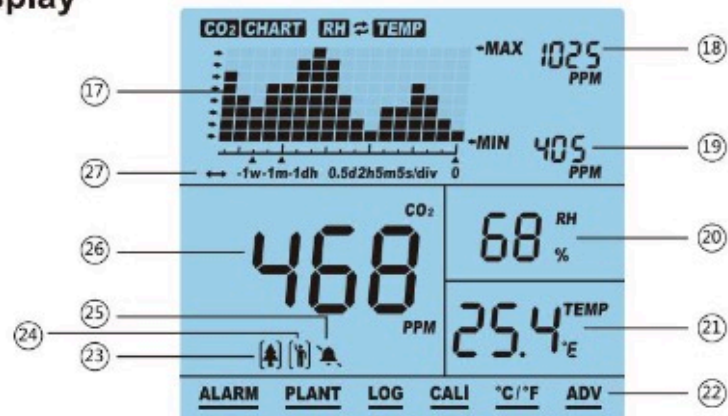 splay
CO2 CHART RH ⇄ TEMP
◄MAX 1025 PPM
18
17
◄MIN 405 PPM
19
27
↔ -1w-1m-1dh 0.5d2h5m5s/div 0
CO2
468
PPM
68 RH %
20
26
25
24
23
25.4 TEMP °E
21
ALARM PLANT LOG CALI °C/°F ADV
22